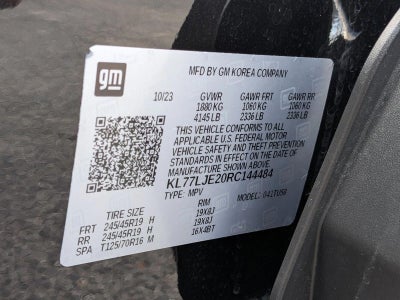 gm
MFD BY GM KOREA COMPANY
10/23 GVWR GAWR FRT GAWR RR
1880 KG 1060 KG 1060 KG
4145 LB 2336 LB 2336 LB
THIS VEHICLE CONFORMS TO ALL
APPLICABLE U.S. FEDERAL MOTOR
VEHICLE SAFETY AND THEFT PREVENTION
STANDARDS IN EFFECT ON THE DATE OF
MANUFACTURE SHOWN ABOVE.
KL77LJE20RC144484
TYPE: MPV MODEL: 041TU58
TIRE SIZE RIM
FRT 245/45R19 H 19X8J
RR 245/45R19 H 19X8J
SPA T125/70R16 M 16X4BT